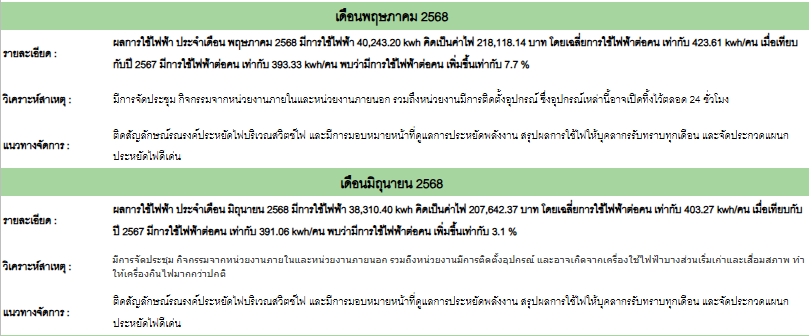 เดือนพฤษภาคม 2568
รายละเอียด :
ผลการใช้ไฟฟ้า ประจำเดือน พฤษภาคม 2568 มีการใช้ไฟฟ้า 40,243.20 kwh คิดเป็นค่าไฟ 218,118.14 บาท โดยเฉลี่ยการใช้ไฟฟ้าต่อคน เท่ากับ 423.61 kwh/คน เมื่อเทียบ
กับปี 2567 มีการใช้ไฟฟ้าต่อคน เท่ากับ 393.33 kwh/คน พบว่ามีการใช้ไฟฟ้าต่อคน เพิ่มขึ้นเท่ากับ 7.7 %
วิเคราะห์สาเหตุ :
มีการจัดประชุม กิจกรรมจากหน่วยงานภายในและหน่วยงานภายนอก รวมถึงหน่วยงานมีการติดตั้งอุปกรณ์ ซึ่งอุปกรณ์เหล่านี้อาจเปิดทิ้งไว้ตลอด 24 ชั่วโมง
แนวทางจัดการ :
ติดสัญลักษณ์รณรงค์ประหยัดไฟบริเวณสวิตช์ไฟ และมีการมอบหมายหน้าที่ดูแลการประหยัดพลังงาน สรุปผลการใช้ไฟให้บุคลากรรับทราบทุกเดือน และจัดประกวดแผนก
ประหยัดไฟดีเด่น
เดือนมิถุนายน 2568
รายละเอียด :
ผลการใช้ไฟฟ้า ประจำเดือน มิถุนายน 2568 มีการใช้ไฟฟ้า 38,310.40 kwh คิดเป็นค่าไฟ 207,642.37 บาท โดยเฉลี่ยการใช้ไฟฟ้าต่อคน เท่ากับ 403.27 kwh/คน เมื่อเทียบกับ
ปี 2567 มีการใช้ไฟฟ้าต่อคน เท่ากับ 391.06 kwh/คน พบว่ามีการใช้ไฟฟ้าต่อคน เพิ่มขึ้นเท่ากับ 3.1 %
วิเคราะห์สาเหตุ :
มีการจัดประชุม กิจกรรมจากหน่วยงานภายในและหน่วยงานภายนอก รวมถึงหน่วยงานมีการติดตั้งอุปกรณ์ และอาจเกิดจากเครื่องใช้ไฟฟ้าบางส่วนเริ่มเก่าและเสื่อมสภาพ ทำ
ให้เครื่องกินไฟมากกว่าปกติ
แนวทางจัดการ :
ติดสัญลักษณ์รณรงค์ประหยัดไฟบริเวณสวิตช์ไฟ และมีการมอบหมายหน้าที่ดูแลการประหยัดพลังงาน สรุปผลการใช้ไฟให้บุคลากรรับทราบทุกเดือน และจัดประกวดแผนก
ประหยัดไฟดีเด่น